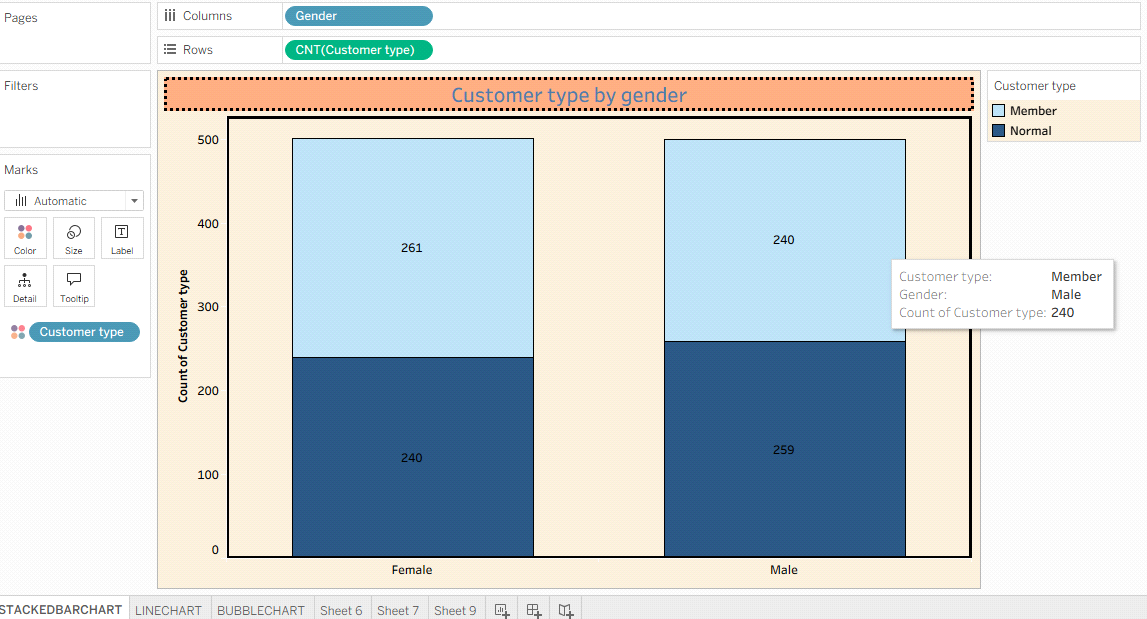 Pages
Columns
Gender
Rows
CNT(Customer type)
Filters
Marks
Automatic
Color
Size
Label
Detail
Tooltip
Customer type
Customer type by gender
Count of Customer type
500
400
300
200
100
0
261
240
240
259
Female
Male
Customer type: Member
Gender: Male
Count of Customer type: 240
Customer type
Member
Normal
STACKEDBARCHART LINECHART BUBBLECHART Sheet 6 Sheet 7 Sheet 9